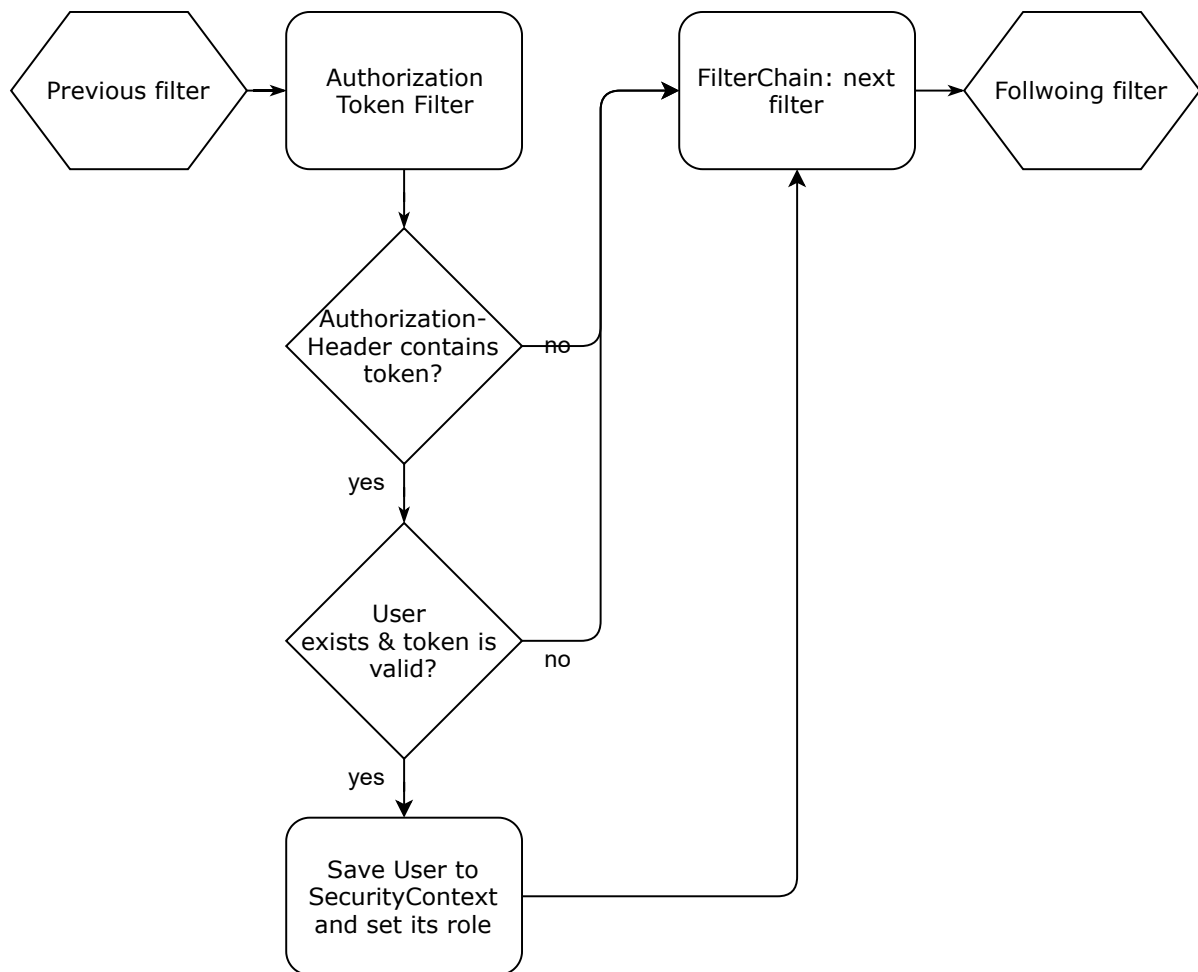 Previous filter
Authorization
Token Filter
FilterChain: next
filter
Follwoing filter
Authorization-
Header contains
token?
no
yes
User
exists & token is
valid?
no
yes
Save User to
SecurityContext
and set its role